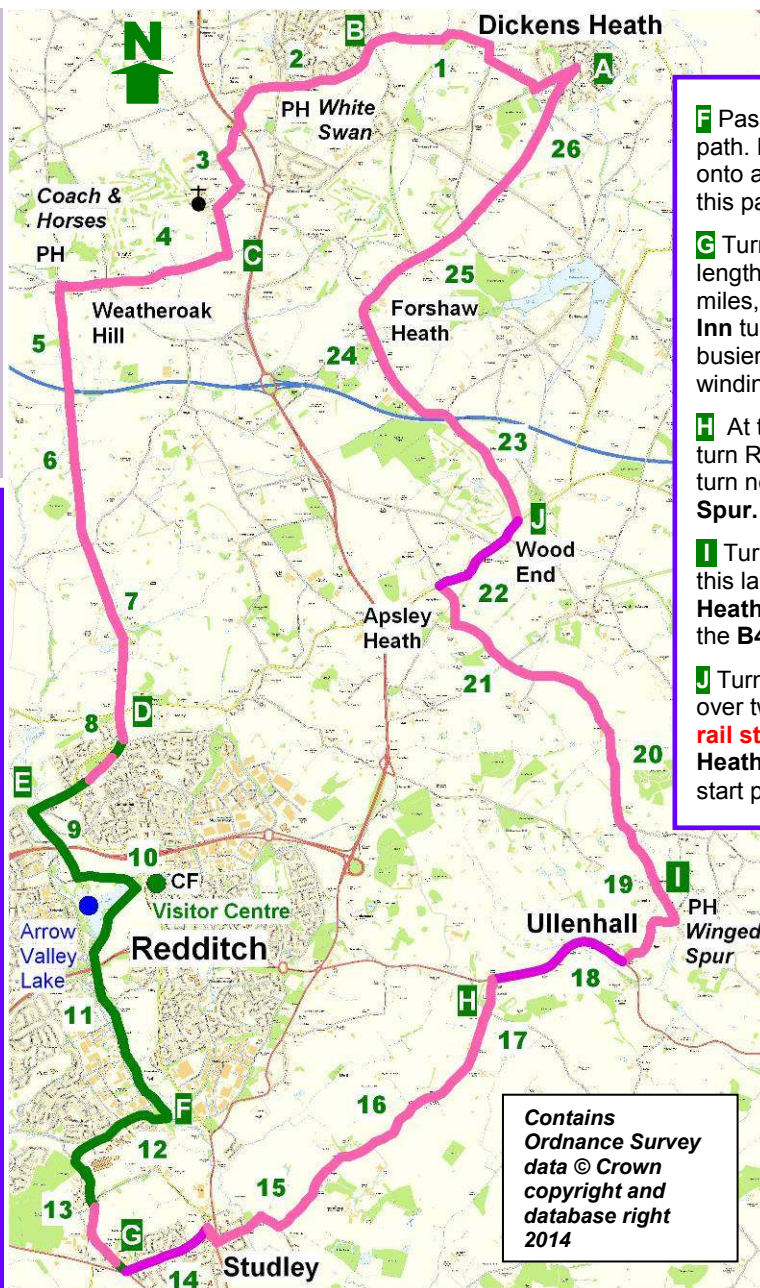 N
Dickens Heath
A
B
1
2
PH White
Swan
26
3
Coach &
Horses
PH
4
C
Weatheroak
Hill
25
Forshaw
Heath
5
24
6
23
J
Wood
End
22
Apsley
Heath
7
21
D
8
20
E
9
10
CF
Visitor Centre
Arrow
Valley
Lake
Redditch
19
I
PH
Winged
Spur
Ullenhall
18
H
17
11
F
16
12
15
13
G
14
Studley
Contains
Ordnance Survey
data © Crown
copyright and
database right
2014
F Pas
path.
onto a
this pa
G Turn
length
miles,
Inn tu
busier
windin
H At t
turn R
turn n
Spur.
I Tur
this la
Heath
the B4
J Turn
over tw
rail st
Heath
start p